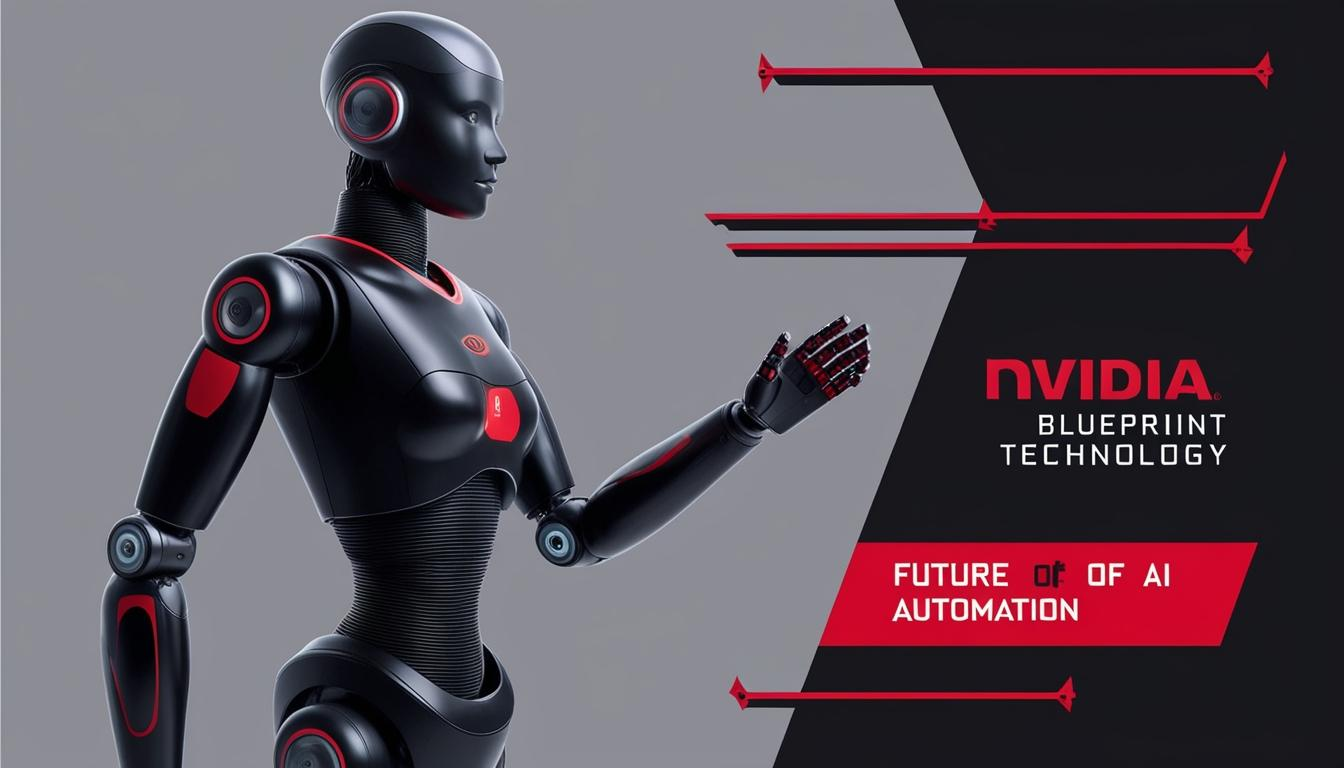 NVIDIA
BLUEPRIINT
TECHNOLOGY
FUTURE OF OF AI
AUTOMATION